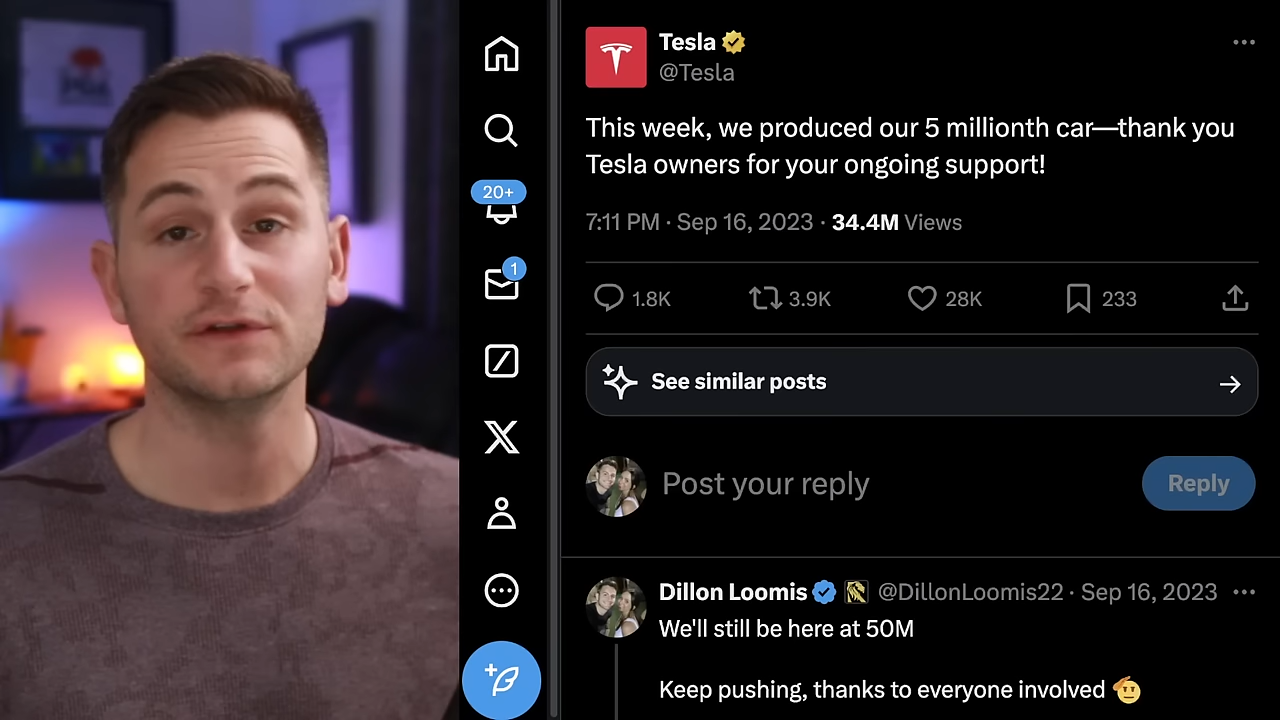 Tesla
@Tesla
This week, we produced our 5 millionth car—thank you
Tesla owners for your ongoing support!
7:11 PM · Sep 16, 2023 · 34.4M Views
1.8K 3.9K 28K 233
See similar posts
Post your reply Reply
Dillon Loomis @DillonLoomis22 · Sep 16, 2023
We'll still be here at 50M
Keep pushing, thanks to everyone involved 🫡
20+
1